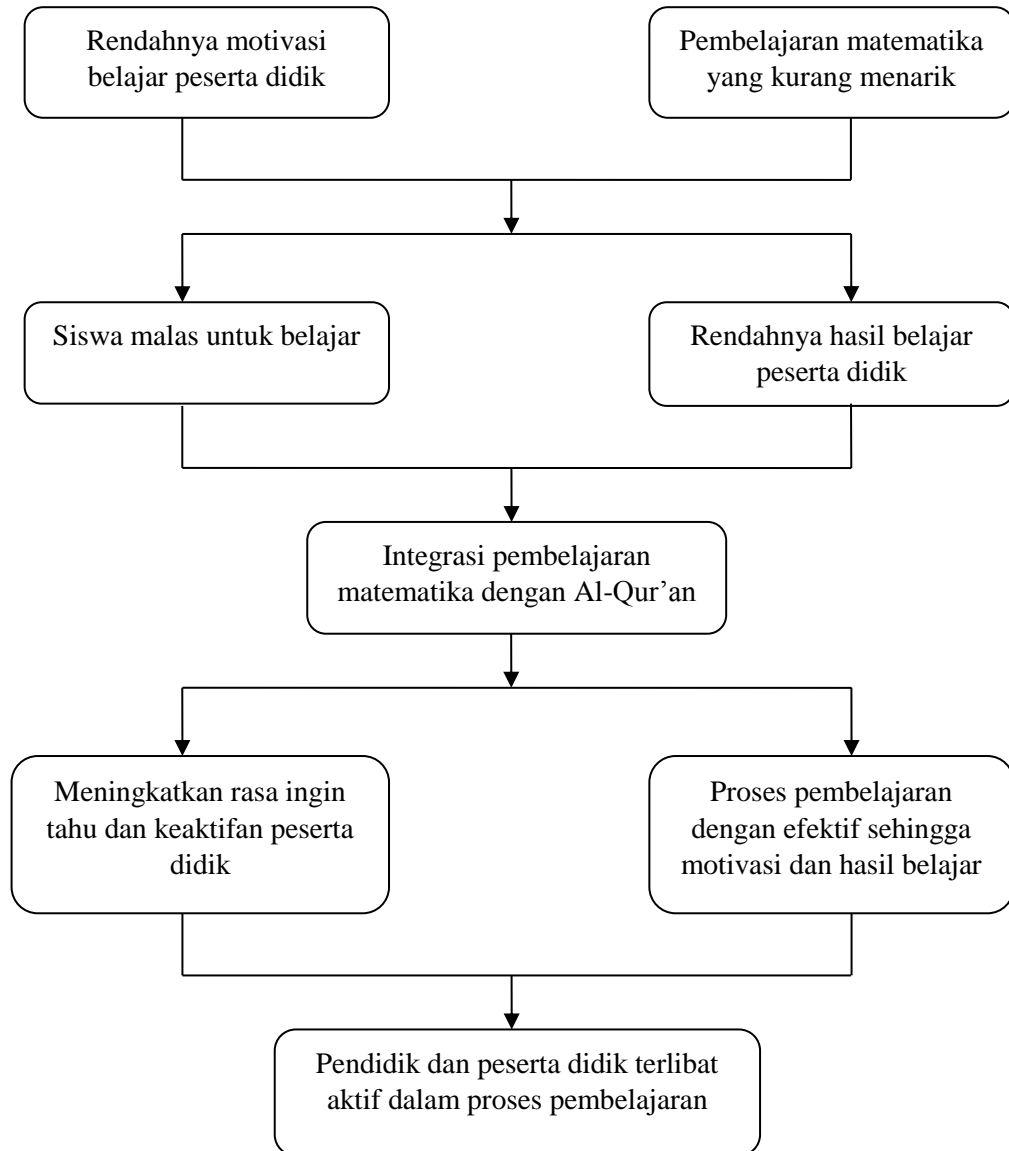 Rendahnya motivasi
belajar peserta didik
Pembelajaran matematika
yang kurang menarik
Siswa malas untuk belajar
Rendahnya hasil belajar
peserta didik
Integrasi pembelajaran
matematika dengan Al-Qur’an
Meningkatkan rasa ingin
tahu dan keaktifan peserta
didik
Proses pembelajaran
dengan efektif sehingga
motivasi dan hasil belajar
Pendidik dan peserta didik terlibat
aktif dalam proses pembelajaran